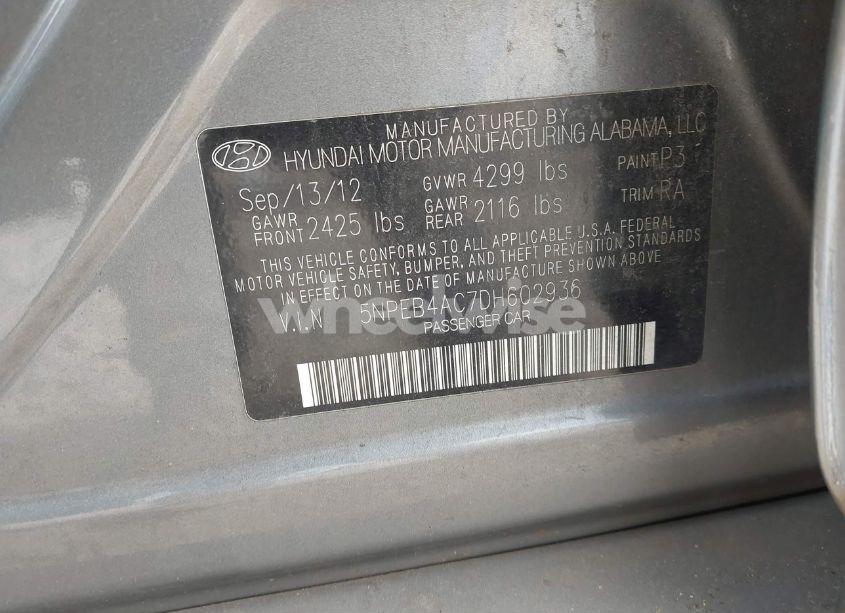 MANUFACTURED BY
HYUNDAI MOTOR MANUFACTURING ALABAMA, LLC
Sep/13/12 GVWR 4299 lbs PAINT P3
GAWR FRONT 2425 lbs GAWR REAR 2116 lbs TRIM RA
THIS VEHICLE CONFORMS TO ALL APPLICABLE U.S.A. FEDERAL
MOTOR VEHICLE SAFETY, BUMPER, AND THEFT PREVENTION STANDARDS
IN EFFECT ON THE DATE OF MANUFACTURE SHOWN ABOVE
V.I.N 5NPEB4AC7DH602936
wheelwise
PASSENGER CAR